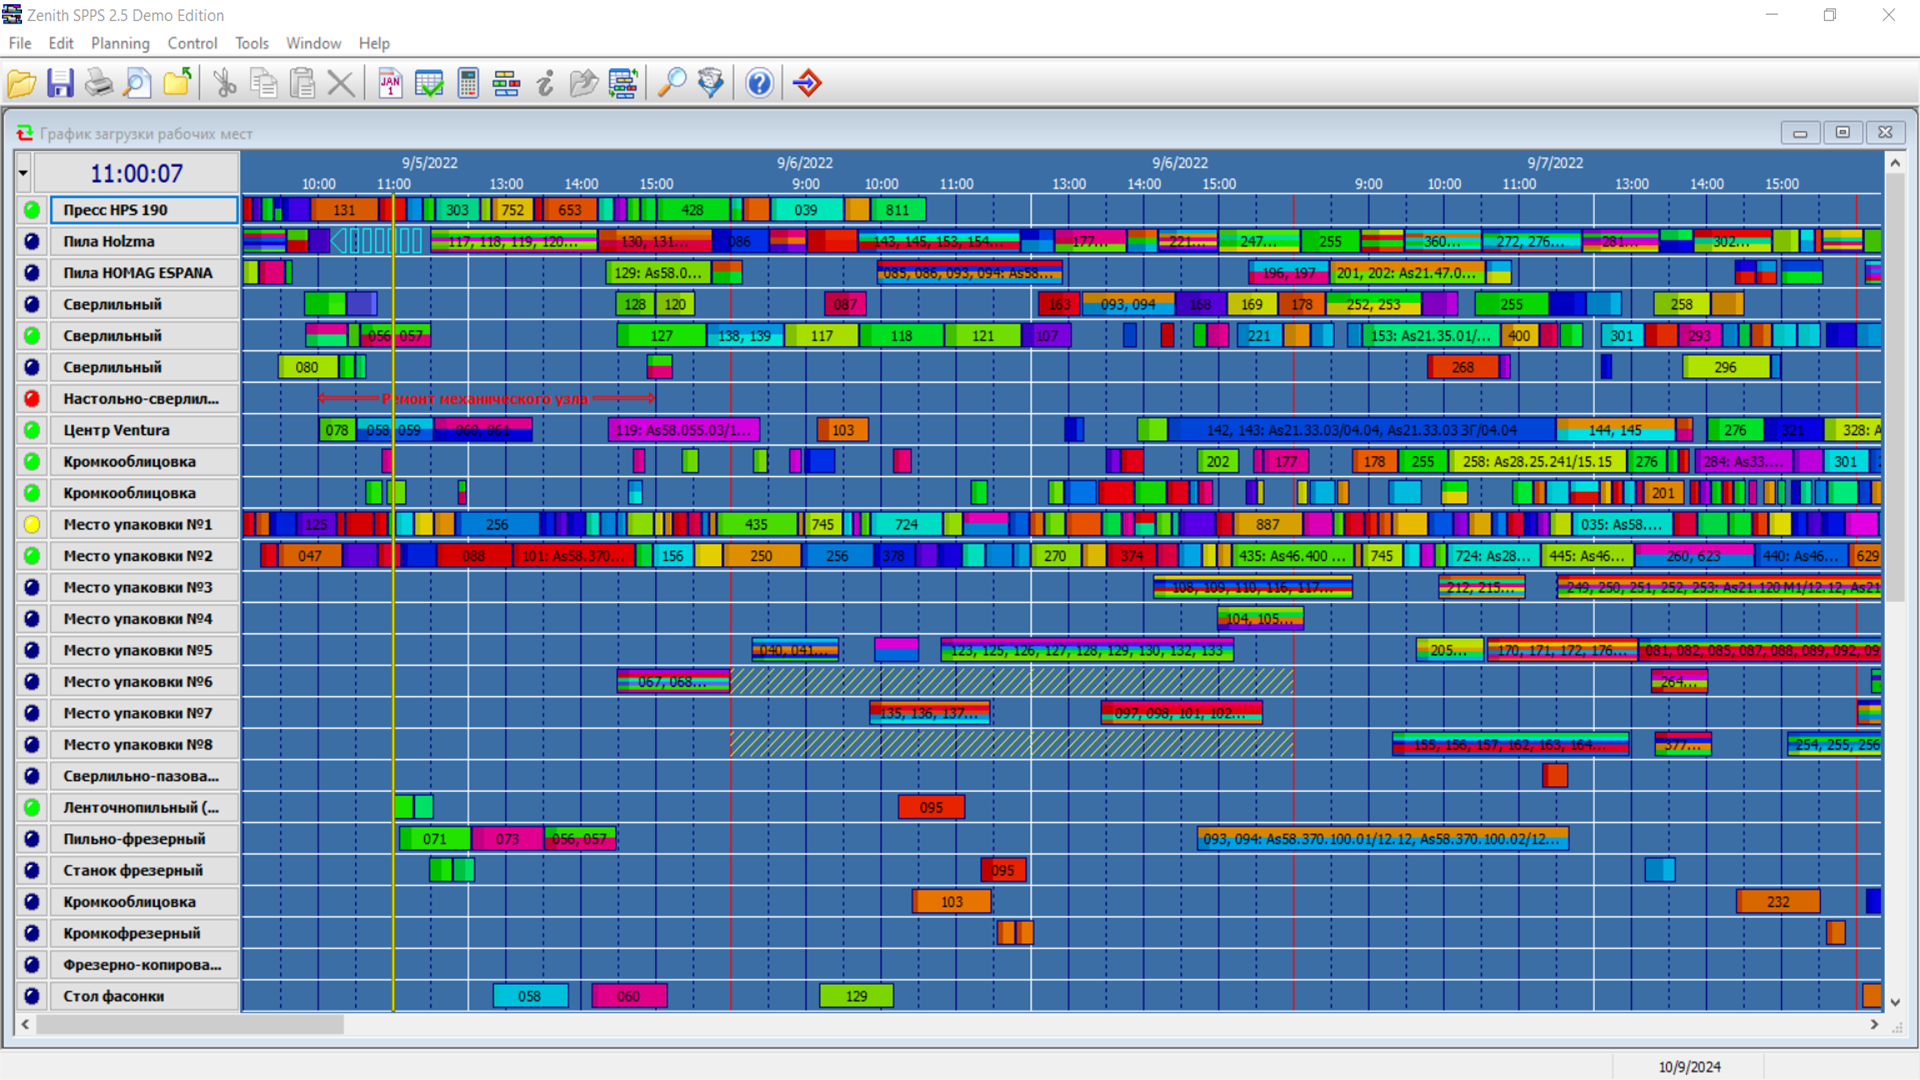 Zenith SPPS 2.5 Demo Edition
File Edit Planning Control Tools Window Help
JAN 1
График загрузки рабочих мест
11:00:07 9/5/2022 9/6/2022 9/6/2022 9/7/2022
10:00 11:00 13:00 14:00 15:00 9:00 10:00 11:00 13:00 14:00 15:00 9:00 10:00 11:00 13:00 14:00 15:00
Пресс HPS 190 131 303 752 653 428 039 811
Пила Holzma 117, 118, 119, 120... 130, 131... 086 143, 145, 153, 154... 177... 221... 247... 255 360... 272, 276... 281... 302...
Пила HOMAG ESPANA 129: As58.0... 085, 086, 093, 094: As58... 196, 197 201, 202: As21.47.0...
Сверлильный 128 120 087 163 093, 094 168 169 178 252, 253 255 258
Сверлильный 056, 057 127 138, 139 117 118 121 107 221 153: As21.35.01/... 400 301 293
Сверлильный 080 268 296
Настольно-сверлил... Ремонт механического узла
Центр Ventura 078 058, 059 060, 061 119: As58.055.03/1... 103 142, 143: As21.33.03/04.04, As21.33.03 ЗГ/04.04 144, 145 276 321 328: A
Кромкооблицовка 202 177 178 255 258: As28.25.241/15.15 276 284: As33.... 301
Кромкооблицовка 201
Место упаковки №1 125 256 435 745 724 887 035: As58....
Место упаковки №2 047 088 101: As58.370... 156 250 256 378 270 374 435: As46.400 ... 745 724: As28... 445: As46... 260, 623 440: As46... 629
Место упаковки №3 108, 109, 110, 116, 117... 212, 215... 249, 250, 251, 252, 253: As21.120 M1/12.12, As21
Место упаковки №4 104, 105...
Место упаковки №5 040, 041... 123, 125, 126, 127, 128, 129, 130, 132, 133 205... 170, 171, 172, 176... 081, 082, 085, 087, 088, 089, 092, 09
Место упаковки №6 067, 068... 264...
Место упаковки №7 135, 136, 137... 097, 098, 101, 102...
Место упаковки №8 155, 156, 157, 162, 163, 164... 377... 254, 255, 256
Сверлильно-пазова...
Ленточнопильный (... 095
Пильно-фрезерный 071 073 056, 057 093, 094: As58.370.100.01/12.12, As58.370.100.02/12...
Станок фрезерный 095
Кромкооблицовка 103 232
Кромкофрезерный
Фрезерно-копирова...
Стол фасонки 058 060 129
10/9/2024